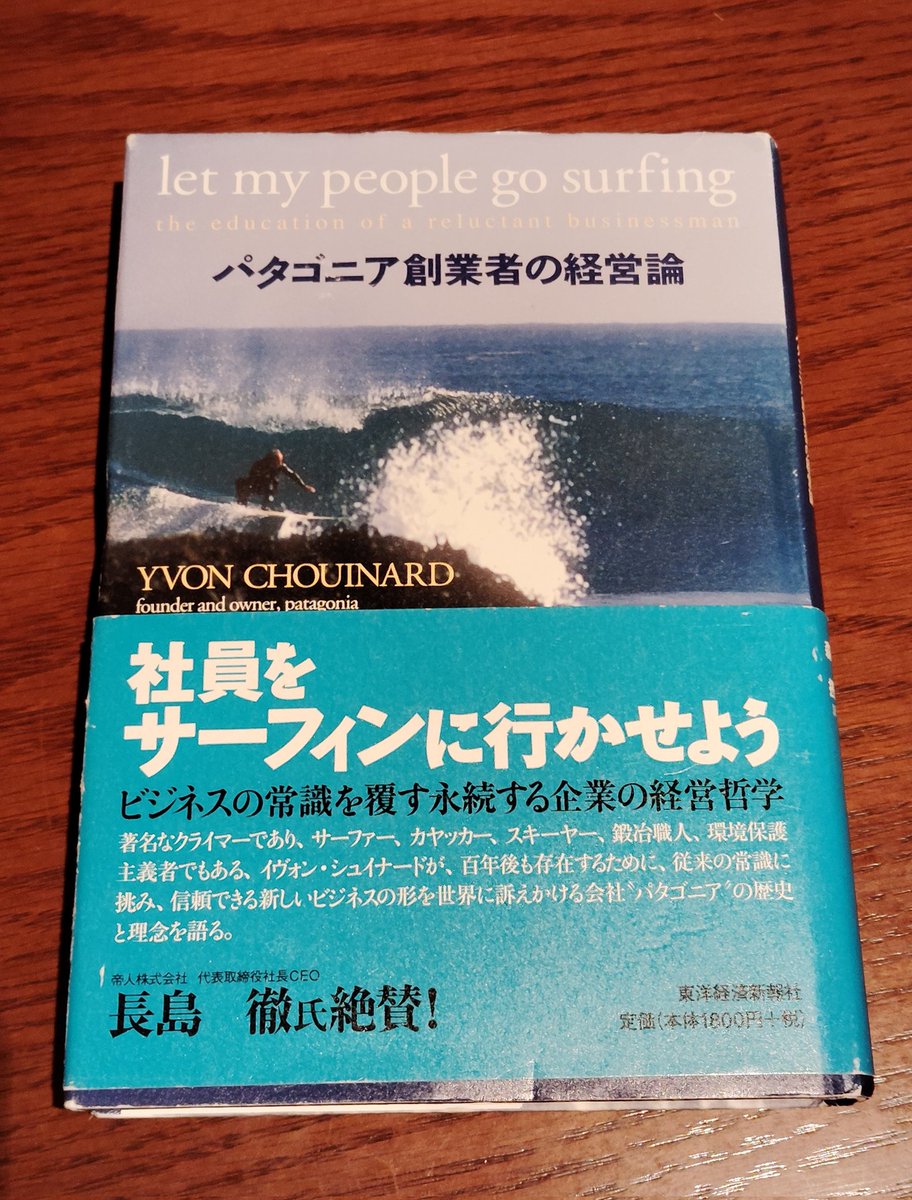 let my people go surfing
the education of a reluctant businessman
パタゴニア創業者の経営論
YVON CHOUINARD
founder and owner, patagonia
社員を
サーフィンに行かせよう
ビジネスの常識を覆す永続する企業の経営哲学
著名なクライマーであり、サーファー、カヤッカー、スキーヤー、鍛冶職人、環境保護
主義者でもある、イヴォン・シュイナードが、百年後も存在するために、従来の常識に
挑み、信頼できる新しいビジネスの形を世界に訴えかける会社〝パタゴニア〟の歴史
と理念を語る。
帝人株式会社 代表取締役社長CEO
長島 徹氏絶賛!
東洋経済新報社
定価(本体1800円+税)